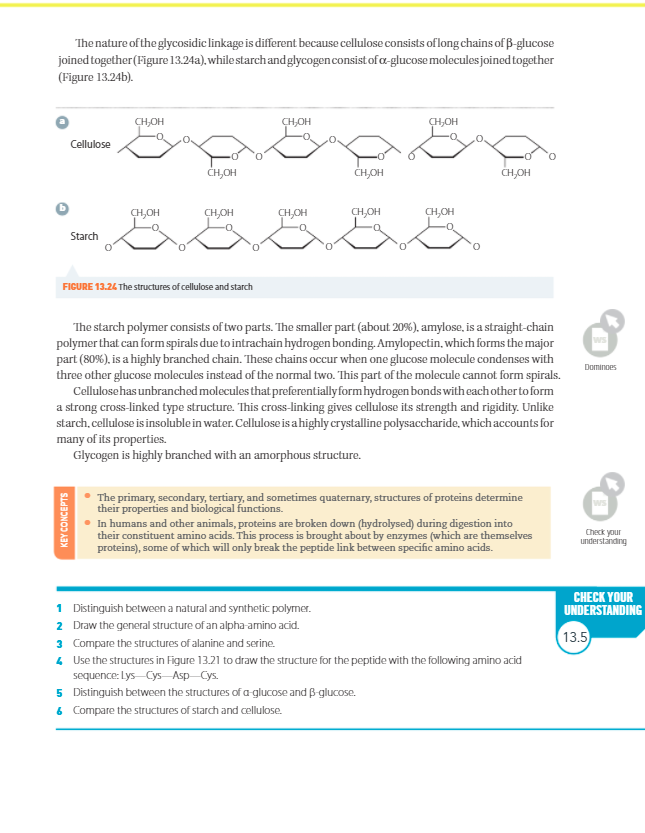 The nature of the glycosidic linkage is different because cellulose consists of long chains of β-glucose
joined together (Figure 13.24a), while starch and glycogen consist of α-glucose molecules joined together
(Figure 13.24b).
a
CH₂OH CH₂OH CH₂OH
Cellulose
O O O O O O O O O O O O
CH₂OH CH₂OH CH₂OH
b
CH₂OH CH₂OH CH₂OH CH₂OH CH₂OH
Starch
O O O O O
O O O O O O
FIGURE 13.24 The structures of cellulose and starch
The starch polymer consists of two parts. The smaller part (about 20%), amylose, is a straight-chain
polymer that can form spirals due to intrachain hydrogen bonding. Amylopectin, which forms the major
part (80%), is a highly branched chain. These chains occur when one glucose molecule condenses with
three other glucose molecules instead of the normal two. This part of the molecule cannot form spirals.
Cellulose has unbranched molecules that preferentially form hydrogen bonds with each other to form
a strong cross-linked type structure. This cross-linking gives cellulose its strength and rigidity. Unlike
starch, cellulose is insoluble in water. Cellulose is a highly crystalline polysaccharide, which accounts for
many of its properties.
Glycogen is highly branched with an amorphous structure.
WS
Dominoes
KEY CONCEPTS
• The primary, secondary, tertiary, and sometimes quaternary, structures of proteins determine
their properties and biological functions.
• In humans and other animals, proteins are broken down (hydrolysed) during digestion into
their constituent amino acids. This process is brought about by enzymes (which are themselves
proteins), some of which will only break the peptide link between specific amino acids.
WS
Check your
understanding
CHECK YOUR
UNDERSTANDING
13.5
1 Distinguish between a natural and synthetic polymer.
2 Draw the general structure of an alpha-amino acid.
3 Compare the structures of alanine and serine.
4 Use the structures in Figure 13.21 to draw the structure for the peptide with the following amino acid
sequence: Lys—Cys—Asp—Cys.
5 Distinguish between the structures of α-glucose and β-glucose.
6 Compare the structures of starch and cellulose.